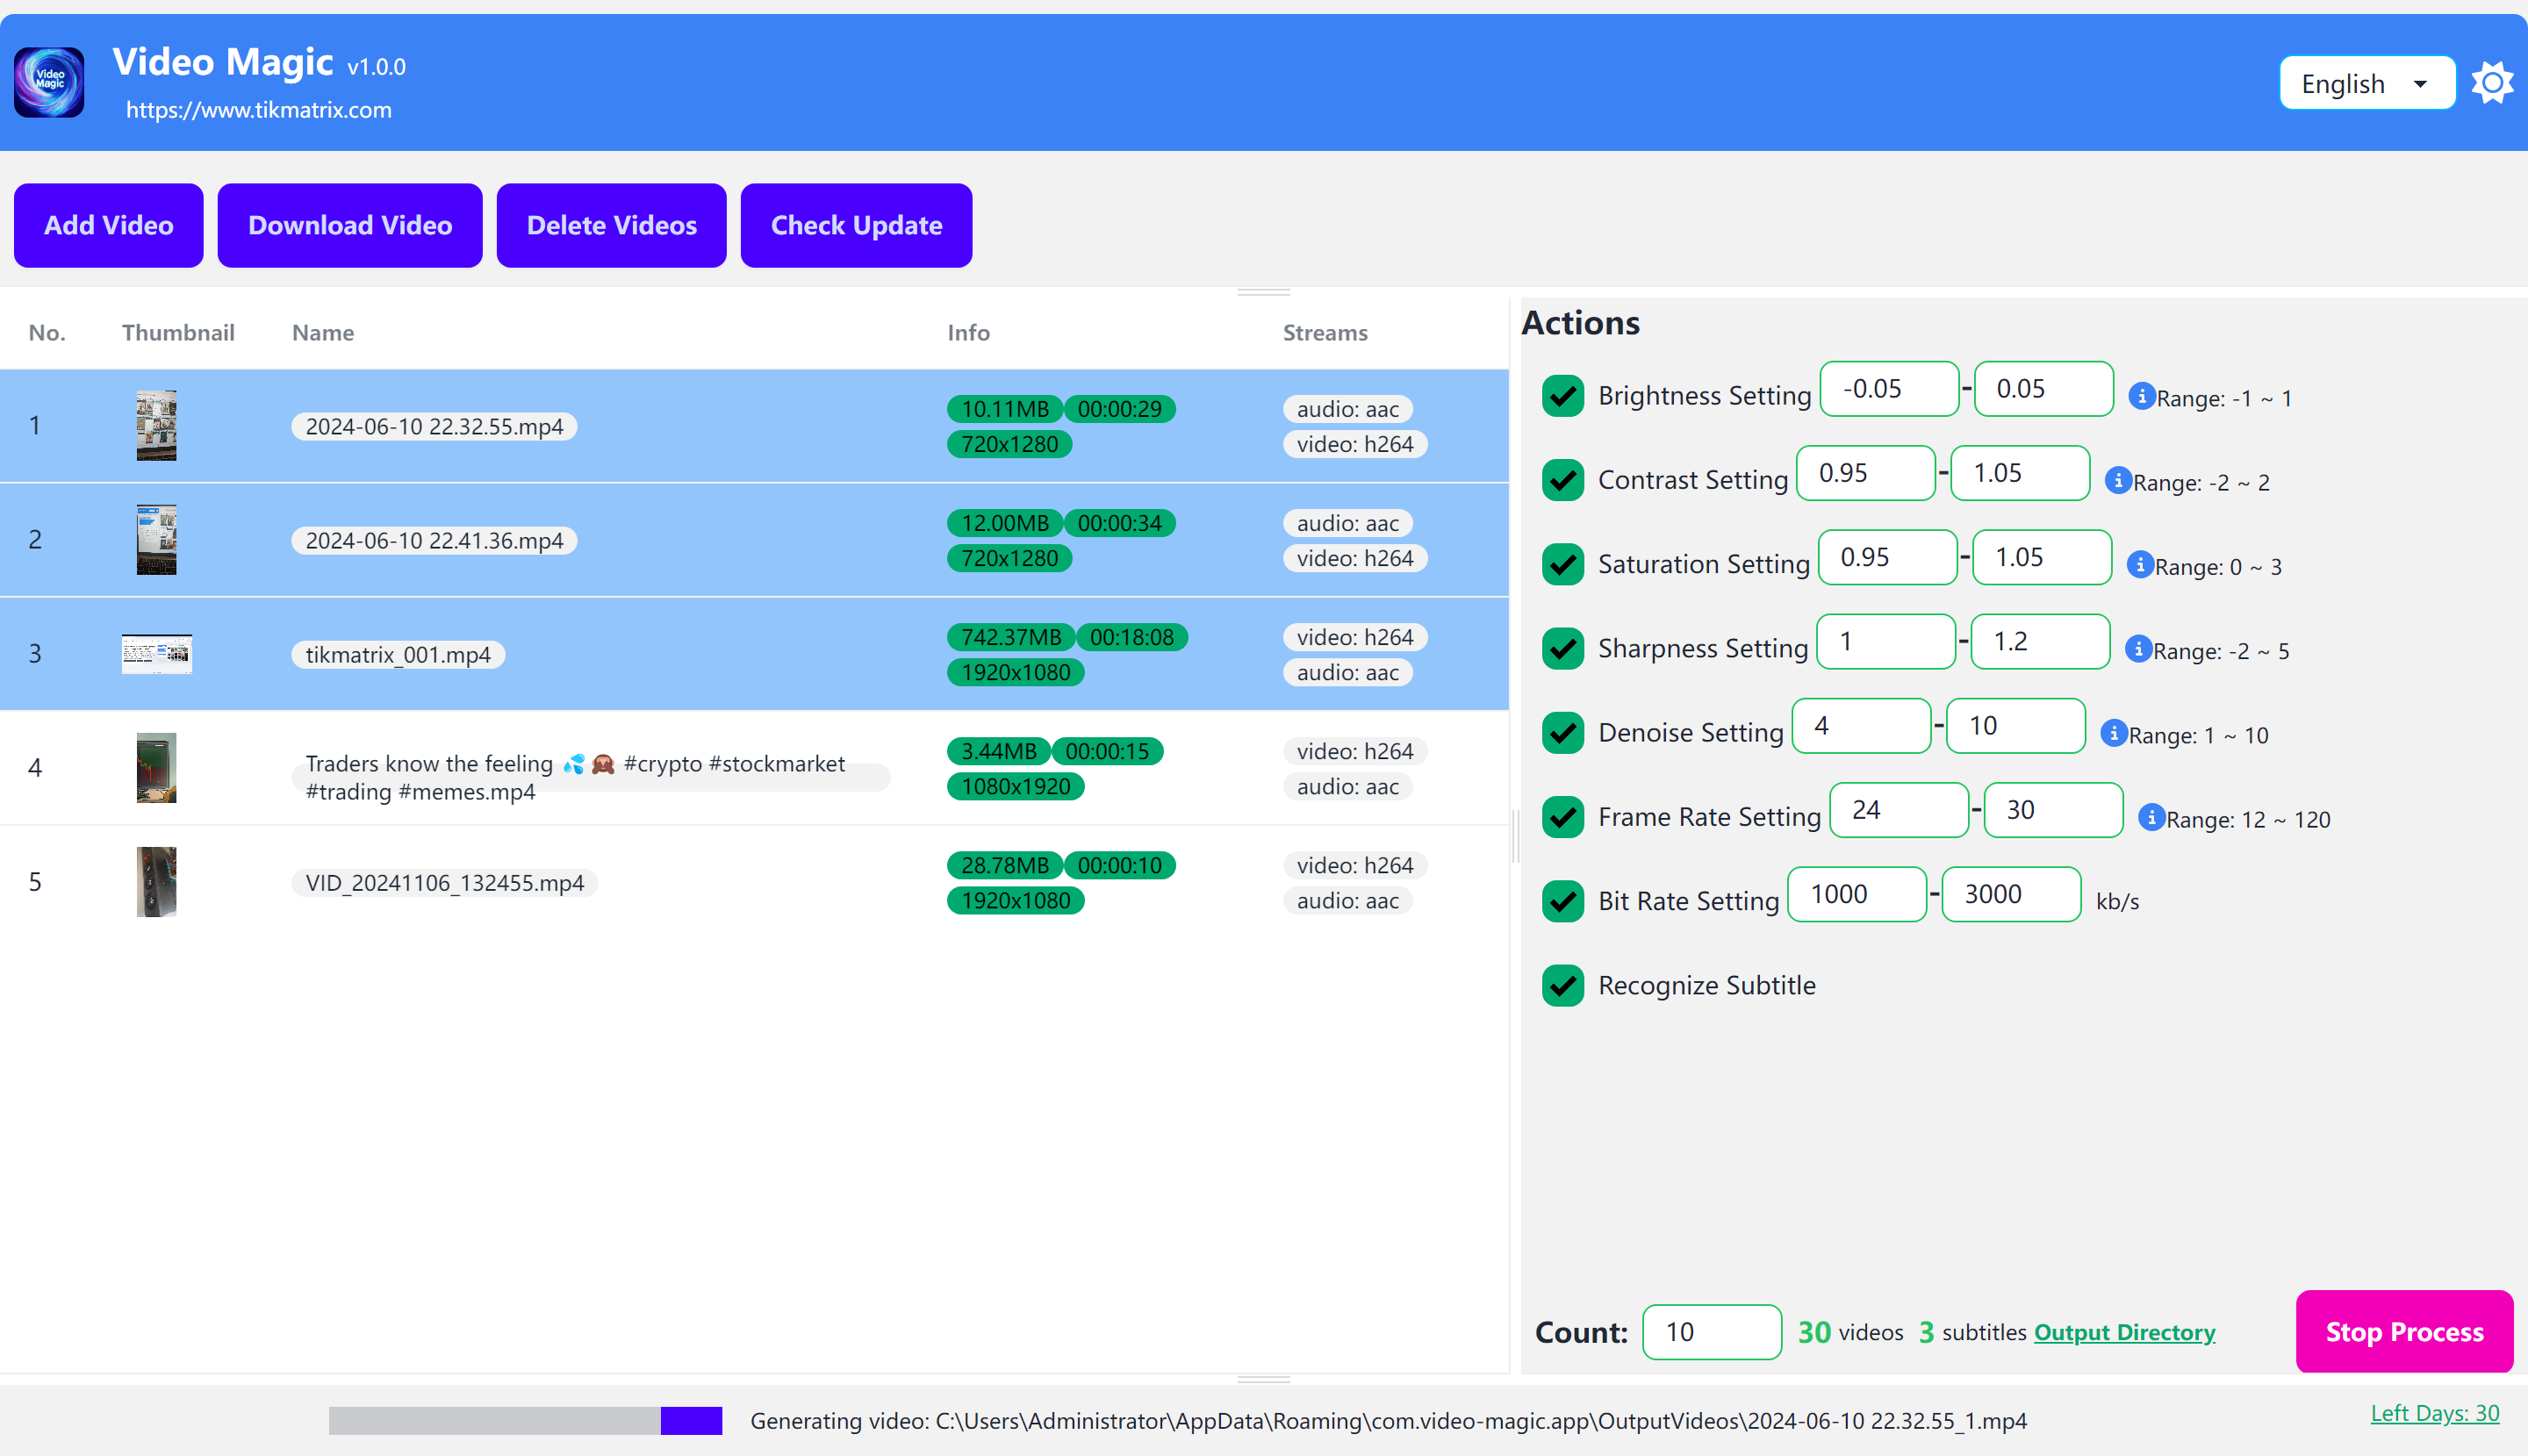 Video Magic
Video Magic v1.0.0
https://www.tikmatrix.com
English
Add Video
Download Video
Delete Videos
Check Update
No. Thumbnail Name Info Streams
1 2024-06-10 22.32.55.mp4 10.11MB 00:00:29 720x1280 audio: aac video: h264
2 2024-06-10 22.41.36.mp4 12.00MB 00:00:34 720x1280 audio: aac video: h264
3 tikmatrix_001.mp4 742.37MB 00:18:08 1920x1080 video: h264 audio: aac
4 Traders know the feeling 💦🙊 #crypto #stockmarket
#trading #memes.mp4 3.44MB 00:00:15 1080x1920 video: h264 audio: aac
5 VID_20241106_132455.mp4 28.78MB 00:00:10 1920x1080 video: h264 audio: aac
Actions
Brightness Setting -0.05 - 0.05 Range: -1 ~ 1
Contrast Setting 0.95 - 1.05 Range: -2 ~ 2
Saturation Setting 0.95 - 1.05 Range: 0 ~ 3
Sharpness Setting 1 - 1.2 Range: -2 ~ 5
Denoise Setting 4 - 10 Range: 1 ~ 10
Frame Rate Setting 24 - 30 Range: 12 ~ 120
Bit Rate Setting 1000 - 3000 kb/s
Recognize Subtitle
Count: 10 30 videos 3 subtitles Output Directory
Stop Process
Generating video: C:\Users\Administrator\AppData\Roaming\com.video-magic.app\OutputVideos\2024-06-10 22.32.55_1.mp4
Left Days: 30